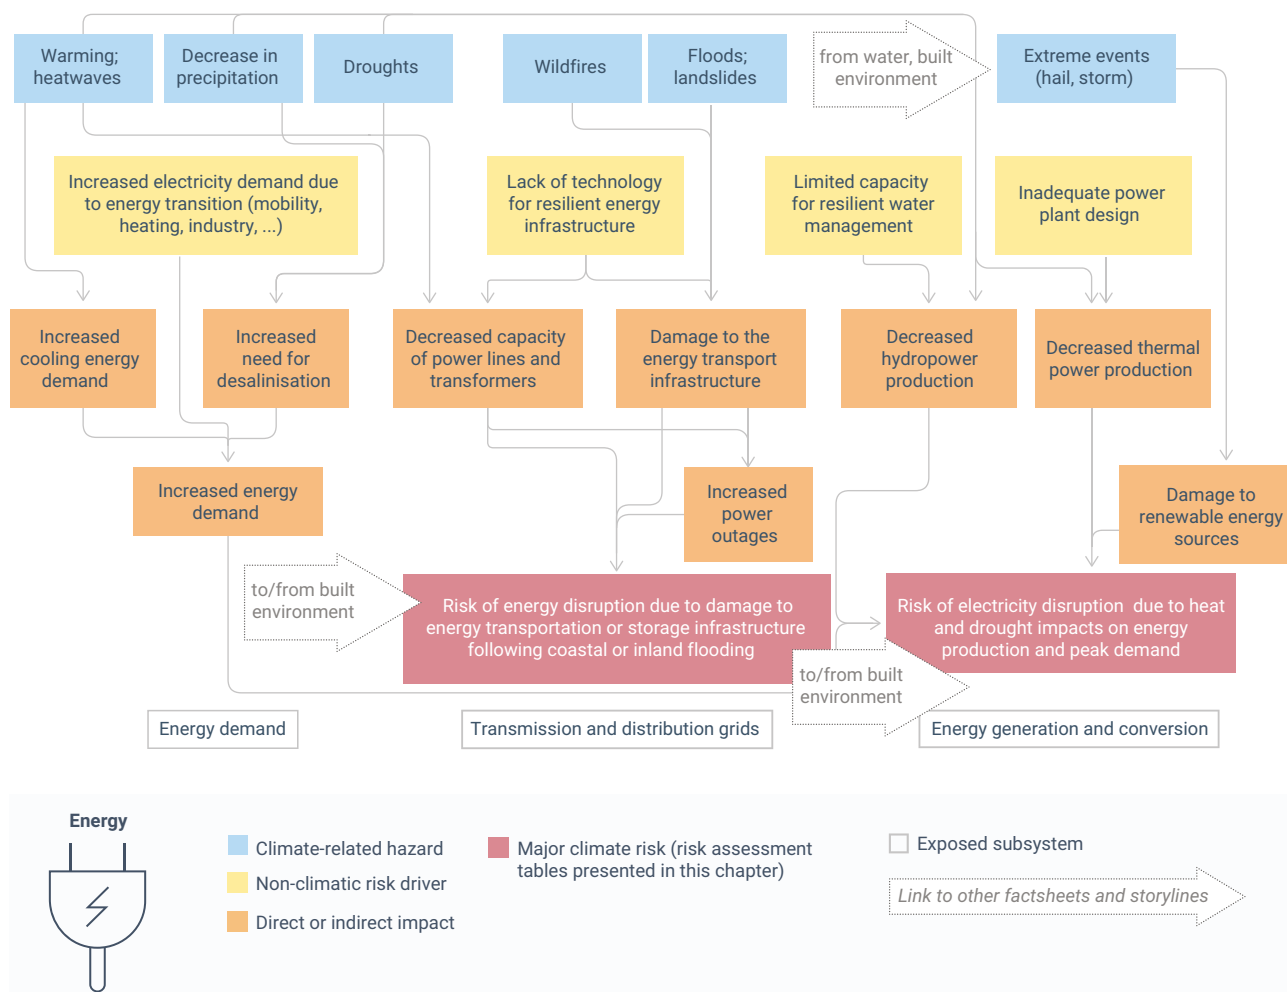 Warming;
heatwaves
Decrease in
precipitation
Droughts
Wildfires
Floods;
landslides
from water, built
environment
Extreme events
(hail, storm)
Increased electricity demand due
to energy transition (mobility,
heating, industry, ...)
Lack of technology
for resilient energy
infrastructure
Limited capacity
for resilient water
management
Inadequate power
plant design
Increased
cooling energy
demand
Increased
need for
desalinisation
Decreased capacity
of power lines and
transformers
Damage to the
energy transport
infrastructure
Decreased
hydropower
production
Decreased thermal
power production
Increased energy
demand
Increased
power
outages
Damage to
renewable energy
sources
to/from built
environment
Risk of energy disruption due to damage to
energy transportation or storage infrastructure
following coastal or inland flooding
to/from built
environment
Risk of electricity disruption due to heat
and drought impacts on energy
production and peak demand
Energy demand
Transmission and distribution grids
Energy generation and conversion
Energy
Climate-related hazard
Non-climatic risk driver
Direct or indirect impact
Major climate risk (risk assessment
tables presented in this chapter)
Exposed subsystem
Link to other factsheets and storylines